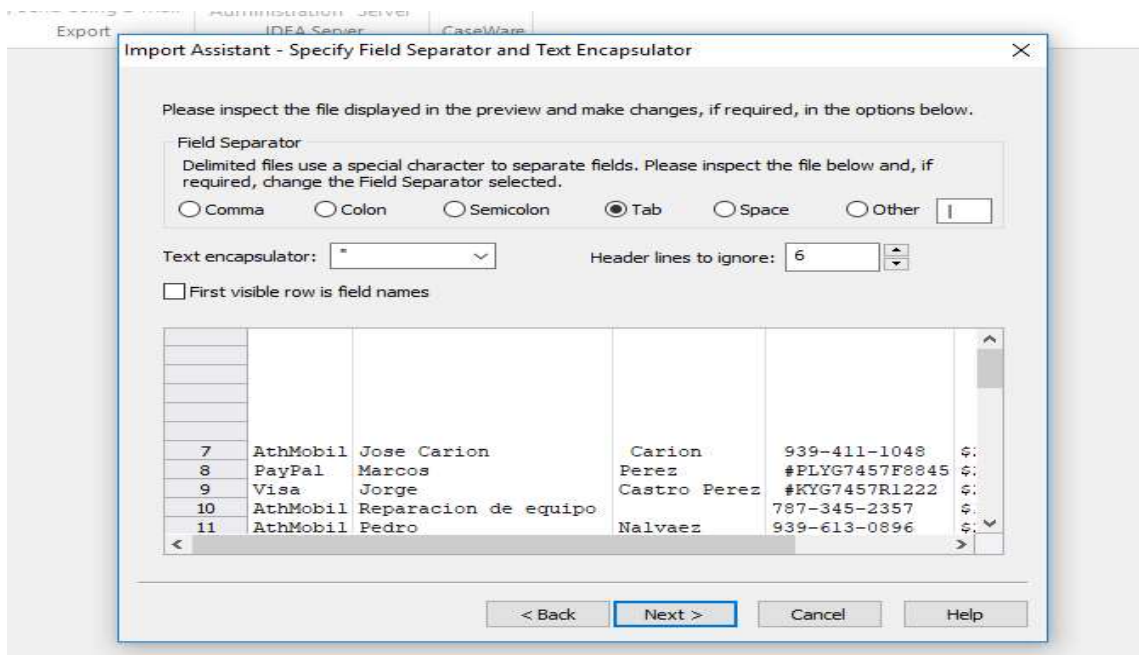 Administration Server
Export IDEA Server CaseWare
Import Assistant - Specify Field Separator and Text Encapsulator
Please inspect the file displayed in the preview and make changes, if required, in the options below.
Field Separator
Delimited files use a special character to separate fields. Please inspect the file below and, if
required, change the Field Separator selected.
Comma Colon Semicolon Tab Space Other |
Text encapsulator: " Header lines to ignore: 6
First visible row is field names
7 AthMobil Jose Carion Carion 939-411-1048
8 PayPal Marcos Perez #PLYG7457F8845
9 Visa Jorge Castro Perez #KYG7457R1222
10 AthMobil Reparacion de equipo 787-345-2357
11 AthMobil Pedro Nalvaez 939-613-0896
< Back Next > Cancel Help